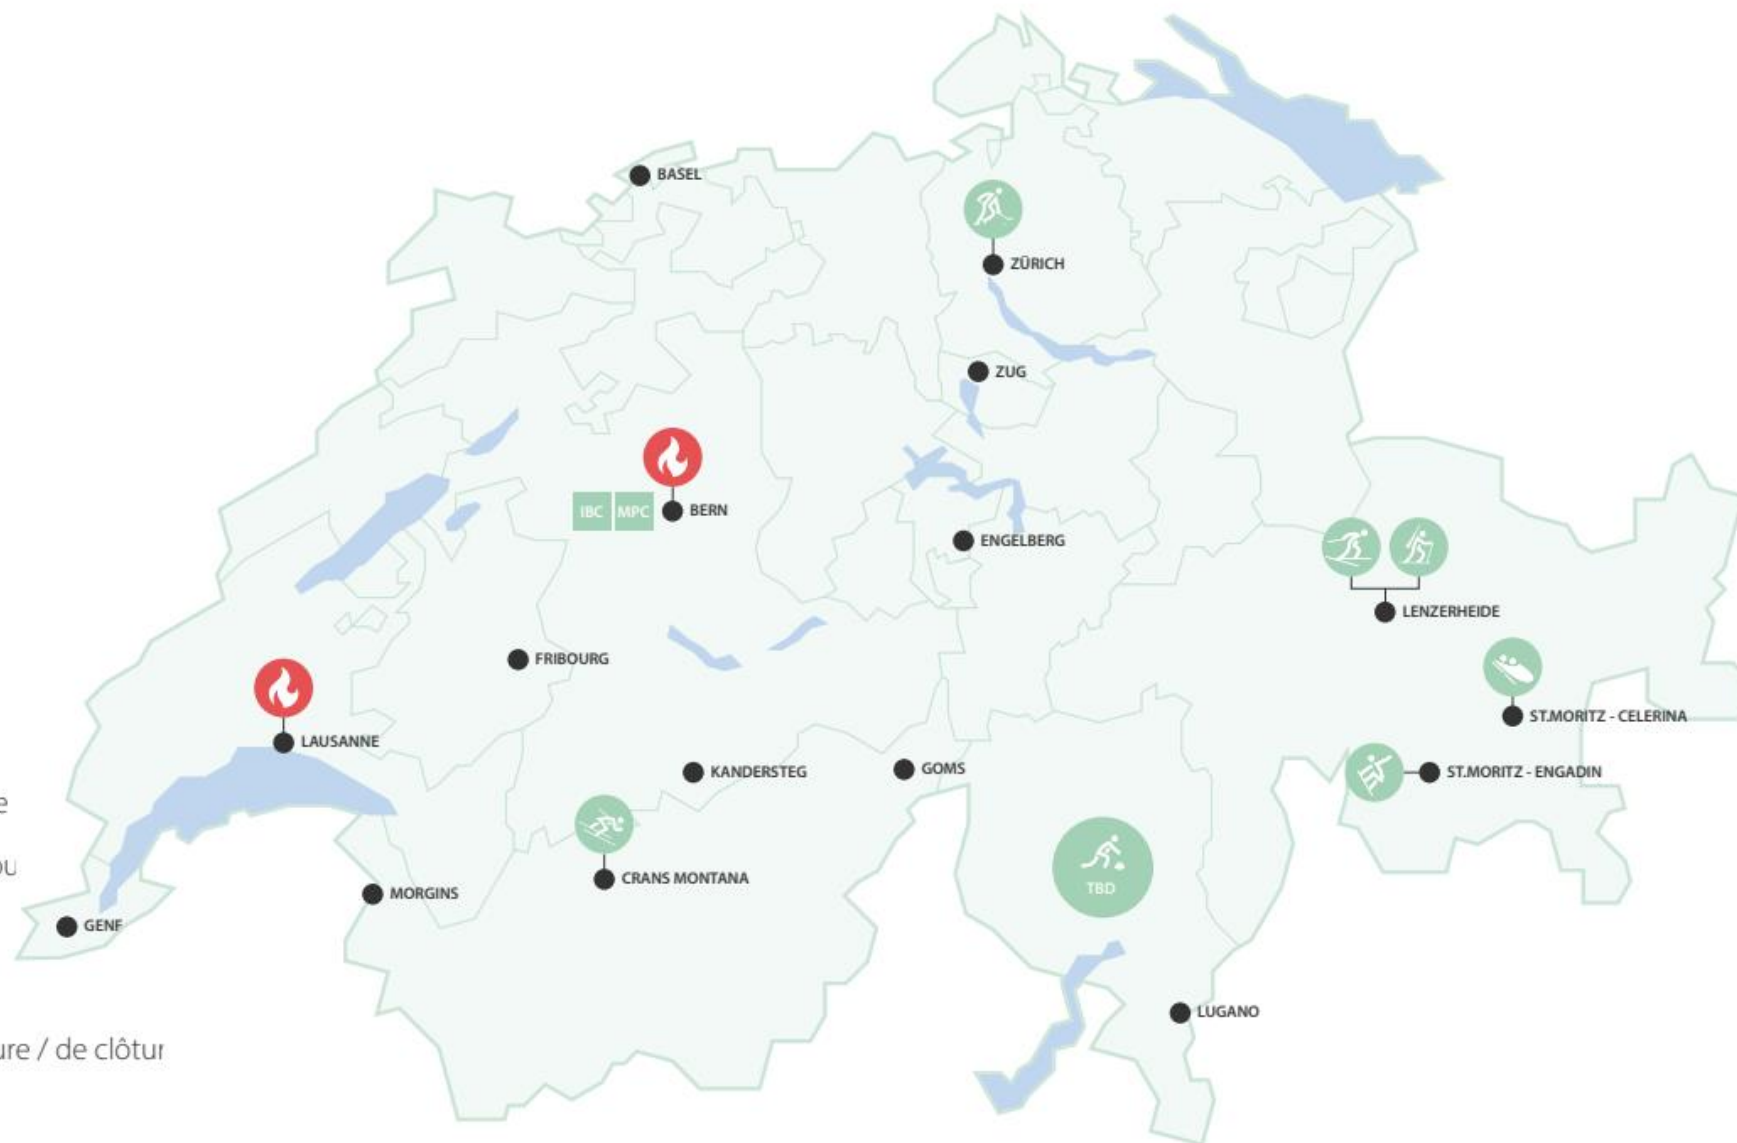 BASEL
ZÜRICH
ZUG
IBC MPC BERN
ENGELBERG
LENZERHEIDE
FRIBOURG
ST.MORITZ - CELERINA
LAUSANNE
KANDERSTEG
GOMS
ST.MORITZ - ENGADIN
CRANS MONTANA
TBD
MORGINS
GENF
LUGANO
ure / de clôtur